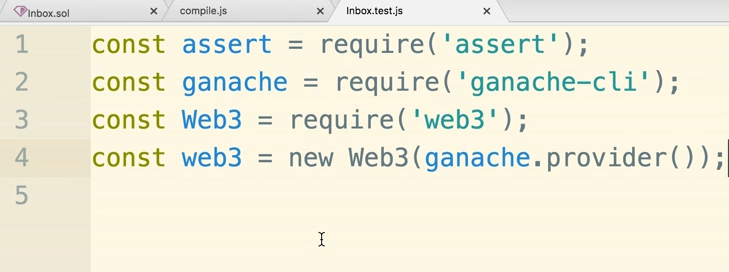 Inbox.sol
compile.js
Inbox.test.js
1 const assert = require('assert');
2 const ganache = require('ganache-cli');
3 const Web3 = require('web3');
4 const web3 = new Web3(ganache.provider());
5